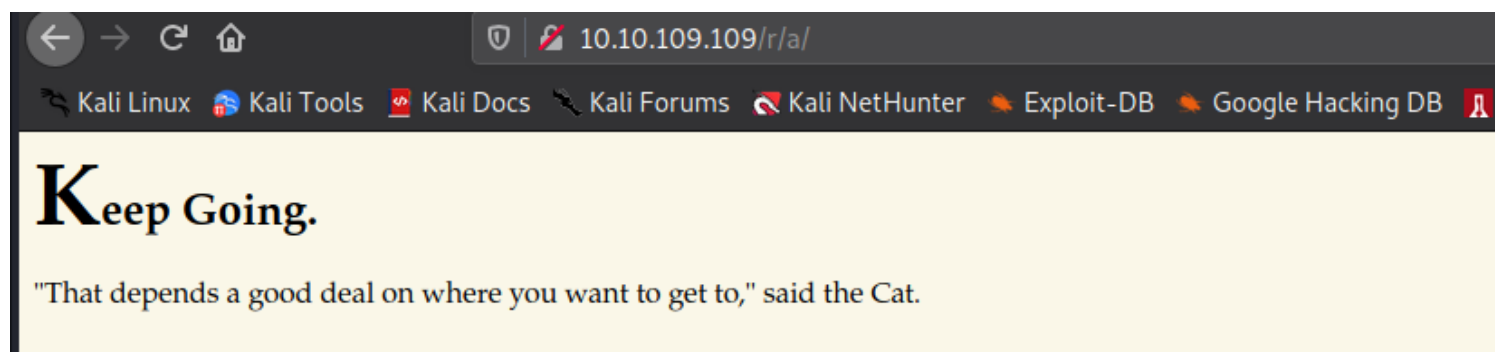 10.10.109.109/r/a/
Kali Linux Kali Tools Kali Docs Kali Forums Kali NetHunter Exploit-DB Google Hacking DB
Keep Going.
"That depends a good deal on where you want to get to," said the Cat.